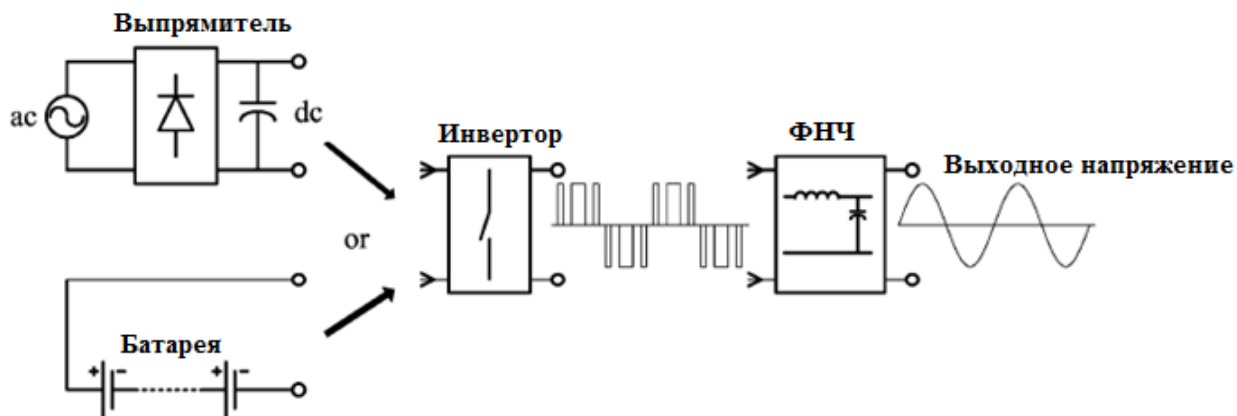 Выпрямитель
ac
dc
or
Батарея
+ - + -
Инвертор
ФНЧ
Выходное напряжение